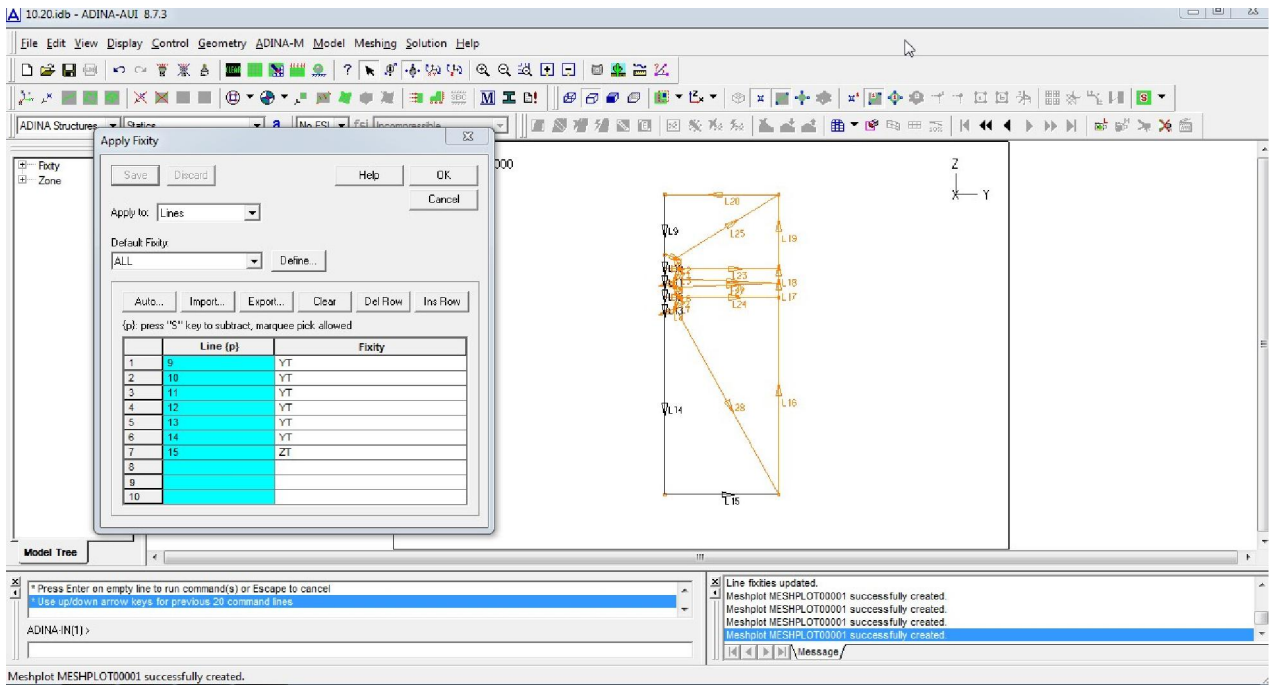 10.20.idb - ADINA-AUI 8.7.3
File Edit View Display Control Geometry ADINA-M Model Meshing Solution Help
ADINA Structures Statics No FSI fsi Incompressible
Apply Fixity
Fixity
Zone
Save Discard Help OK
Cancel
Apply to: Lines
Default Fixity:
ALL Define...
Auto... Import... Export... Clear Del Row Ins Row
{p}: press "S" key to subtract, marquee pick allowed
Line {p} Fixity
1 9 YT
2 10 YT
3 11 YT
4 12 YT
5 13 YT
6 14 YT
7 15 ZT
8
9
10
000
Z
X Y
L20
L9
L25
L19
L23
L18
L17
L24
L14
L28
L16
L15
Model Tree
* Press Enter on empty line to run command(s) or Escape to cancel
* Use up/down arrow keys for previous 20 command lines
ADINA-IN(1) >
Line fixities updated.
Meshplot MESHPLOT00001 successfully created.
Meshplot MESHPLOT00001 successfully created.
Meshplot MESHPLOT00001 successfully created.
Meshplot MESHPLOT00001 successfully created.
Message
Meshplot MESHPLOT00001 successfully created.